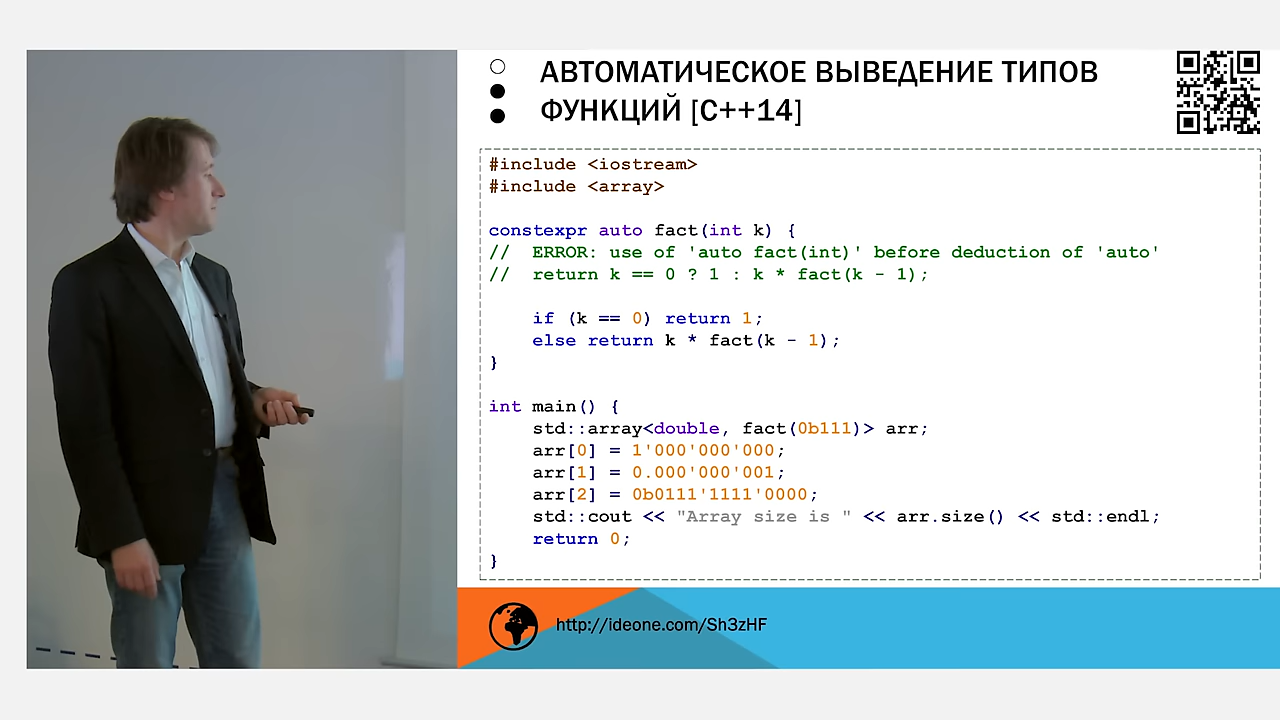 АВТОМАТИЧЕСКОЕ ВЫВЕДЕНИЕ ТИПОВ
ФУНКЦИЙ [C++14]
#include <iostream>
#include <array>
constexpr auto fact(int k) {
//  ERROR: use of 'auto fact(int)' before deduction of 'auto'
//  return k == 0 ? 1 : k * fact(k - 1);
    if (k == 0) return 1;
    else return k * fact(k - 1);
}
int main() {
    std::array<double, fact(0b111)> arr;
    arr[0] = 1'000'000'000;
    arr[1] = 0.000'000'001;
    arr[2] = 0b0111'1111'0000;
    std::cout << "Array size is " << arr.size() << std::endl;
    return 0;
}
http://ideone.com/Sh3zHF